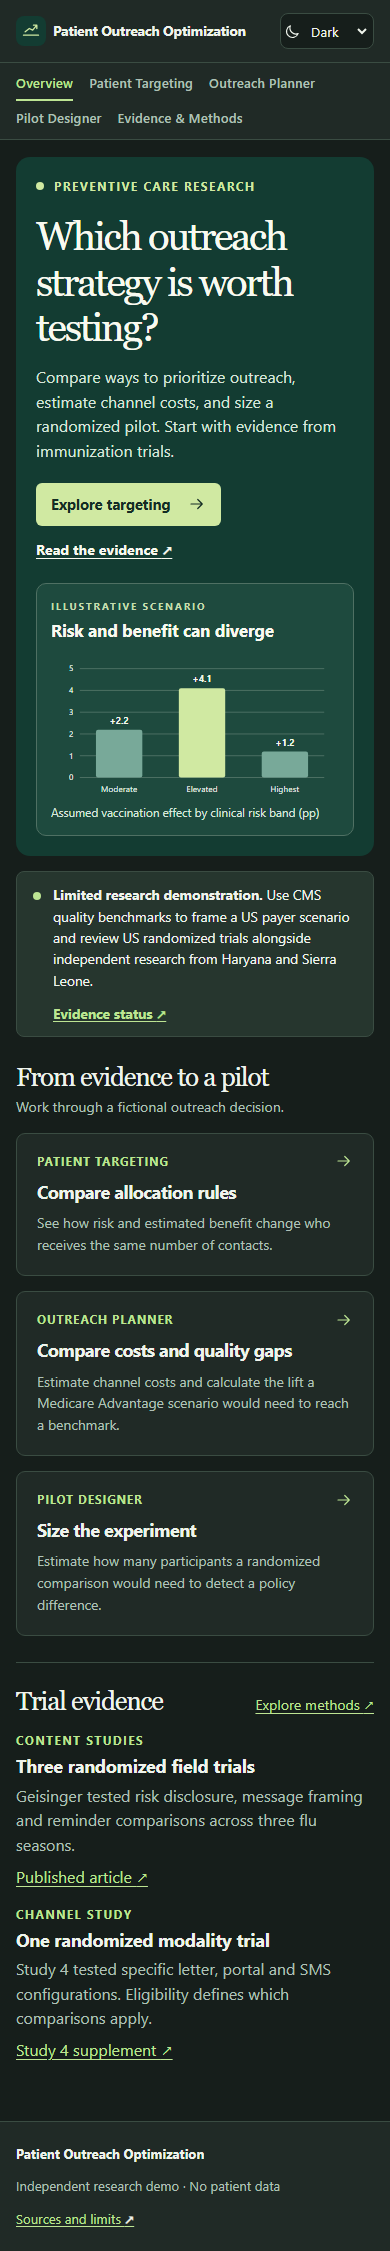 Patient Outreach Optimization
Dark
Overview Patient Targeting Outreach Planner
Pilot Designer Evidence & Methods
PREVENTIVE CARE RESEARCH
Which outreach
strategy is worth
testing?
Compare ways to prioritize outreach,
estimate channel costs, and size a
randomized pilot. Start with evidence from
immunization trials.
Explore targeting →
Read the evidence ↗
ILLUSTRATIVE SCENARIO
Risk and benefit can diverge
5
4
3
2
1
0
+2.2
+4.1
+1.2
Moderate Elevated Highest
Assumed vaccination effect by clinical risk band (pp)
Limited research demonstration. Use CMS
quality benchmarks to frame a US payer scenario
and review US randomized trials alongside
independent research from Haryana and Sierra
Leone.
Evidence status ↗
From evidence to a pilot
Work through a fictional outreach decision.
PATIENT TARGETING →
Compare allocation rules
See how risk and estimated benefit change who
receives the same number of contacts.
OUTREACH PLANNER →
Compare costs and quality gaps
Estimate channel costs and calculate the lift a
Medicare Advantage scenario would need to reach
a benchmark.
PILOT DESIGNER →
Size the experiment
Estimate how many participants a randomized
comparison would need to detect a policy
difference.
Trial evidence Explore methods ↗
CONTENT STUDIES
Three randomized field trials
Geisinger tested risk disclosure, message framing
and reminder comparisons across three flu
seasons.
Published article ↗
CHANNEL STUDY
One randomized modality trial
Study 4 tested specific letter, portal and SMS
configurations. Eligibility defines which
comparisons apply.
Study 4 supplement ↗
Patient Outreach Optimization
Independent research demo · No patient data
Sources and limits ↗